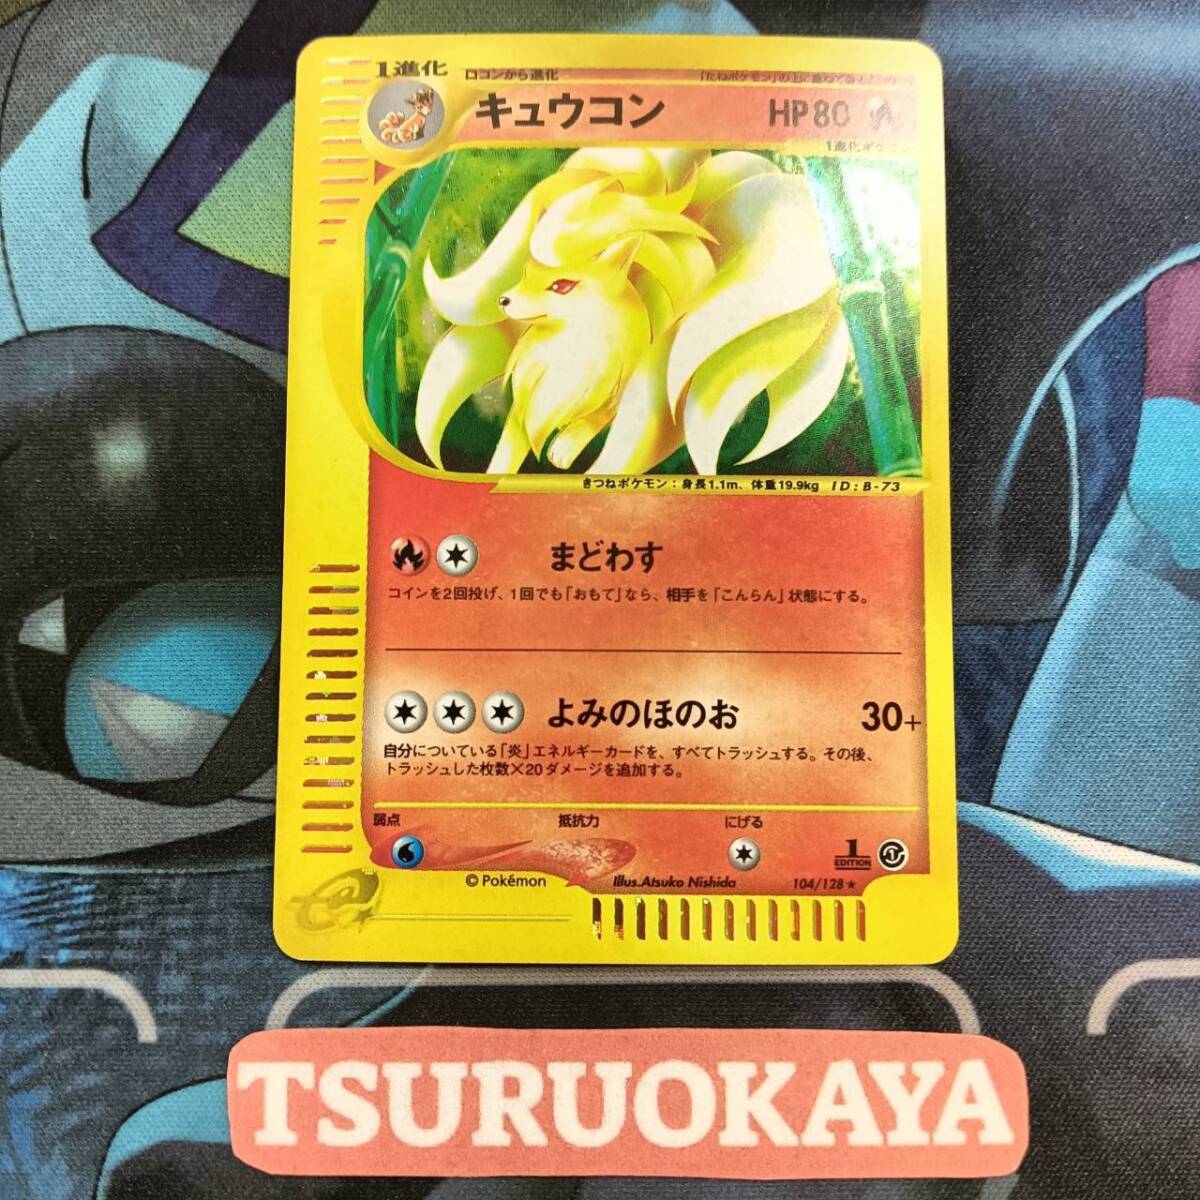 1進化
ロコンから進化
キュウコン
HP80
1進化ポケモン
きつねポケモン：身長1.1m、体重19.9kg ID:B-73
まどわす
コインを2回投げ、1回でも「おもて」なら、相手を「こんらん」状態にする。
よみのほのお 30+
自分についている「炎」エネルギーカードを、すべてトラッシュする。その後、
トラッシュした枚数×20ダメージを追加する。
弱点 抵抗力 にげる
1
EDITION
© Pokémon Illus.Atsuko Nishida 104/128★
TSURUOKAYA